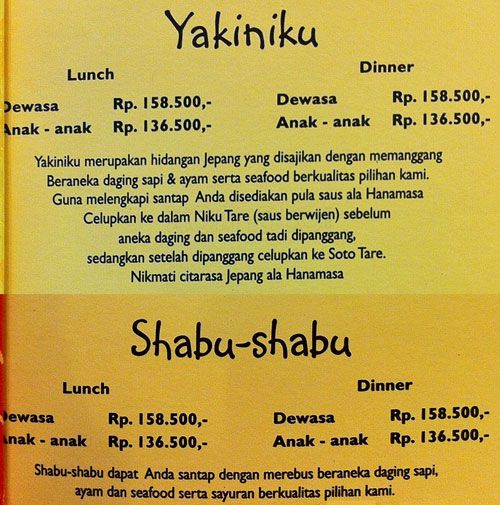 Yakiniku
Lunch Dinner
Dewasa Rp. 158.500,- Dewasa Rp. 158.500,-
Anak - anak Rp. 136.500,- Anak - anak Rp. 136.500,-
Yakiniku merupakan hidangan Jepang yang disajikan dengan memanggang
Beraneka daging sapi & ayam serta seafood berkualitas pilihan kami.
Guna melengkapi santap Anda disediakan pula saus ala Hanamasa
Celupkan ke dalam Niku Tare (saus berwijen) sebelum
aneka daging dan seafood tadi dipanggang,
sedangkan setelah dipanggang celupkan ke Soto Tare.
Nikmati citarasa Jepang ala Hanamasa
Shabu-shabu
Lunch Dinner
Dewasa Rp. 158.500,- Dewasa Rp. 158.500,-
Anak - anak Rp. 136.500,- Anak - anak Rp. 136.500,-
Shabu-shabu dapat Anda santap dengan merebus beraneka daging sapi,
ayam dan seafood serta sayuran berkualitas pilihan kami.